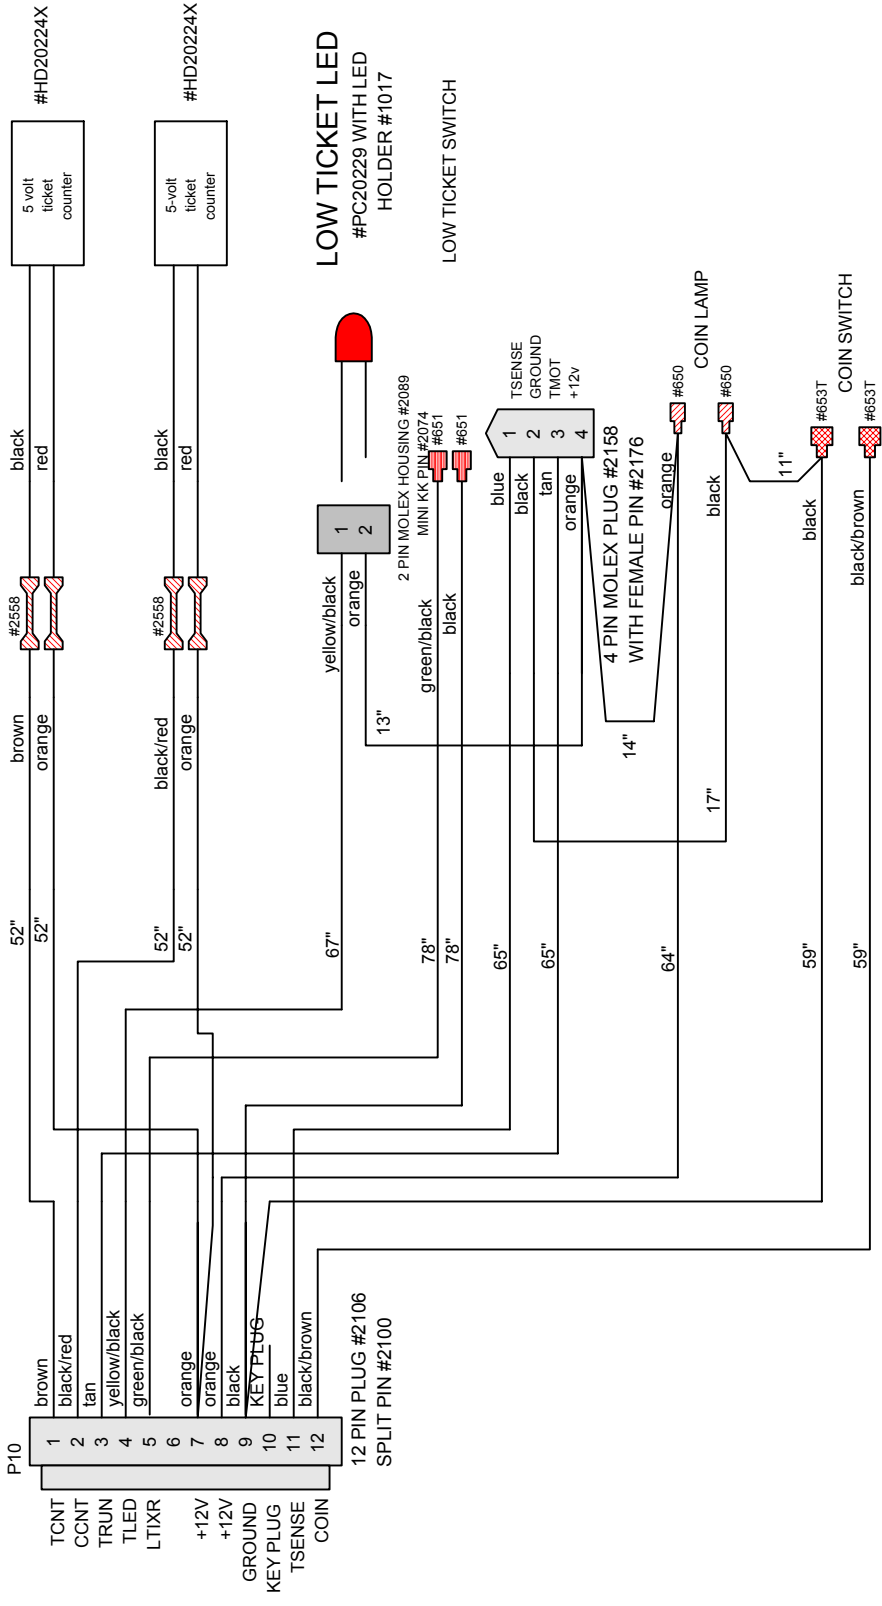 #HD20224X
5 volt
ticket
counter
black
red
#2558
brown
orange
52"
52"
#HD20224X
5-volt
ticket
counter
black
red
#2558
black/red
orange
52"
52"
LOW TICKET LED
#PC20229 WITH LED
HOLDER #1017
1
2
2 PIN MOLEX HOUSING #2089
MINI KK PIN #2074
yellow/black
orange
67"
13"
LOW TICKET SWITCH
#651
#651
green/black
black
78"
78"
TSENSE
GROUND
TMOT
+12v
1
2
3
4
blue
black
tan
orange
4 PIN MOLEX PLUG #2158
WITH FEMALE PIN #2176
65"
65"
14"
COIN LAMP
#650
#650
orange
black
64"
17"
11"
COIN SWITCH
#653T
#653T
black
black/brown
59"
59"
P10
brown
black/red
tan
yellow/black
green/black
orange
orange
black
KEY PLUG
blue
black/brown
1
2
3
4
5
6
7
8
9
10
11
12
TCNT
CCNT
TRUN
TLED
LTIXR
+12V
+12V
GROUND
KEY PLUG
TSENSE
COIN
12 PIN PLUG #2106
SPLIT PIN #2100